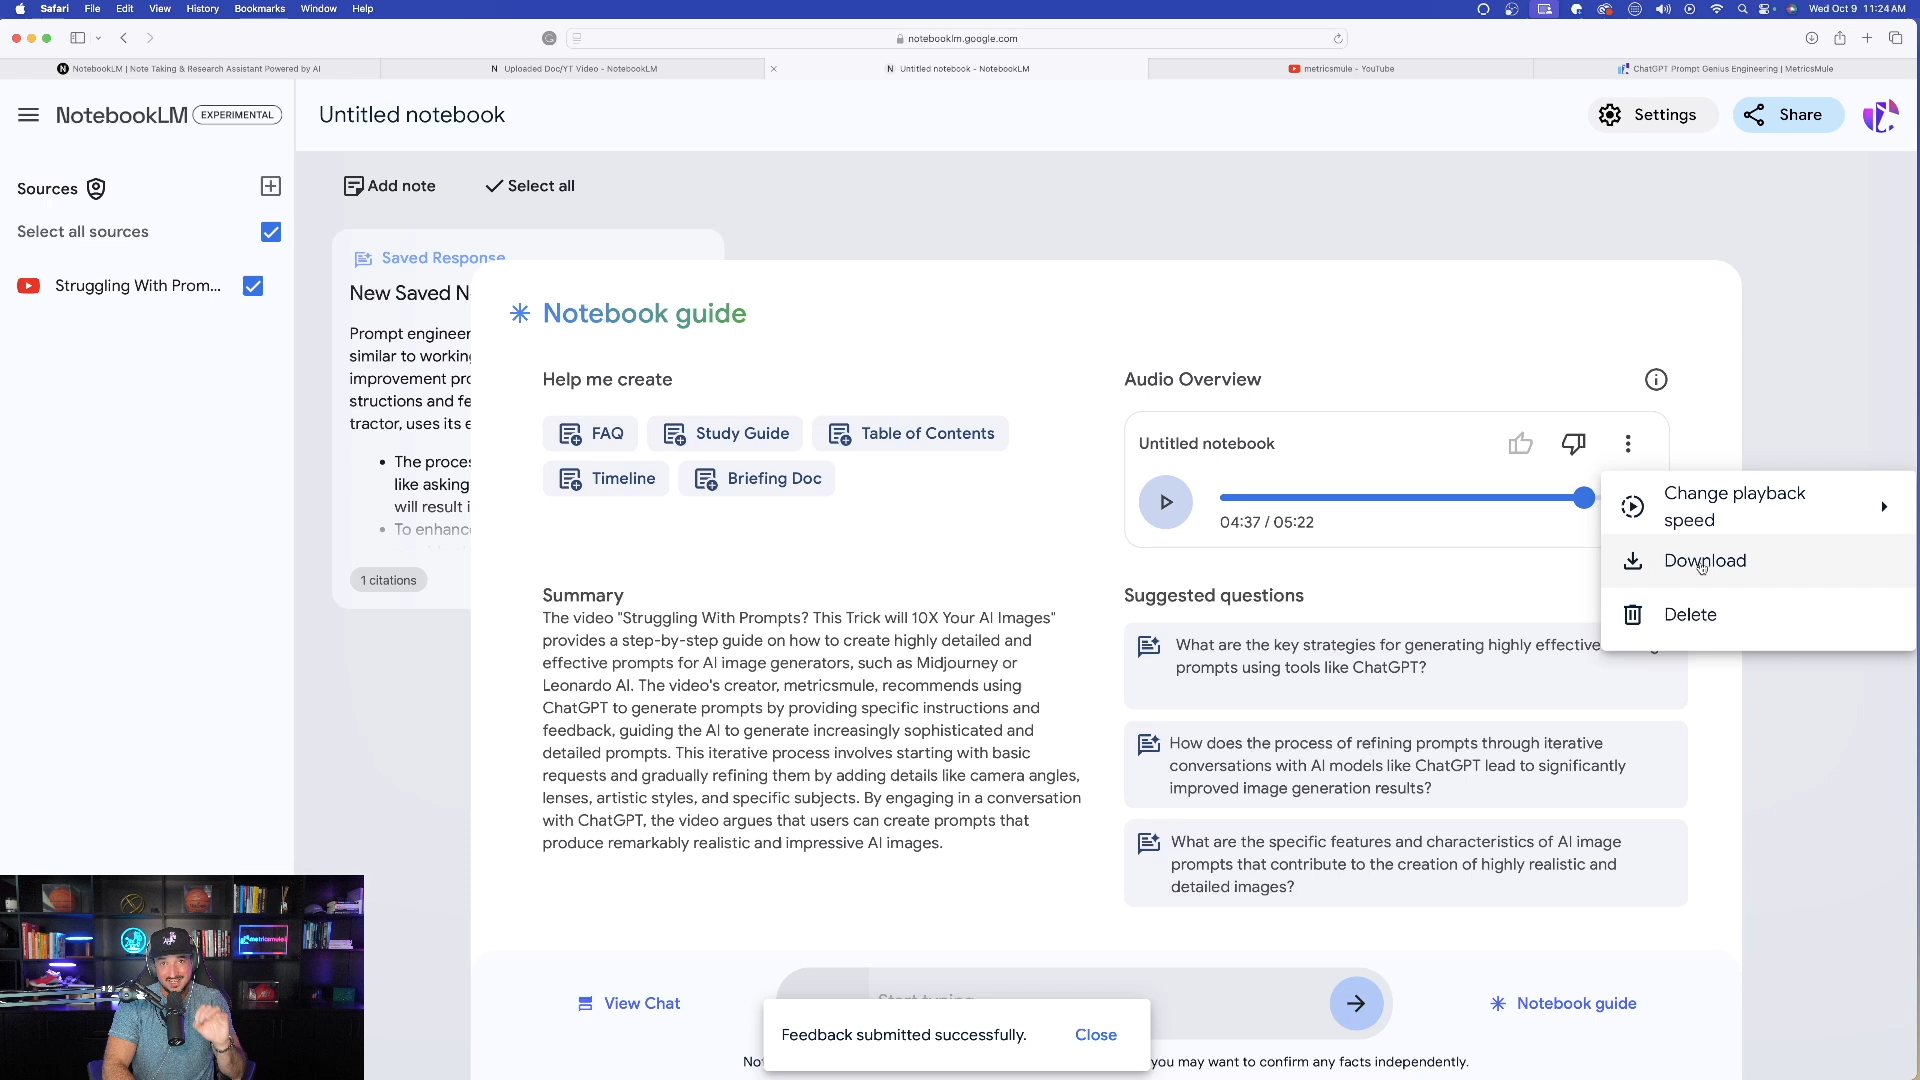 Safari File Edit View History Bookmarks Window Help
Wed Oct 9 11:24 AM
notebooklm.google.com
NotebookLM | Note Taking & Research Assistant Powered by AI
Uploaded Doc/YT Video - NotebookLM
Untitled notebook - NotebookLM
metricsmule - YouTube
ChatGPT Prompt Genius Engineering | MetricsMule
NotebookLM EXPERIMENTAL
Untitled notebook
Settings
Share
Sources
Add note
Select all
Select all sources
Struggling With Prom...
Saved Response
New Saved N
Prompt engineer
similar to working
improvement pro
structions and fe
tractor, uses its e
• The proces
like asking
will result i
• To enhanc
1 citations
Notebook guide
Help me create
FAQ
Study Guide
Table of Contents
Timeline
Briefing Doc
Audio Overview
Untitled notebook
04:37 / 05:22
Change playback
speed
Download
Delete
Summary
The video "Struggling With Prompts? This Trick will 10X Your AI Images"
provides a step-by-step guide on how to create highly detailed and
effective prompts for AI image generators, such as Midjourney or
Leonardo AI. The video's creator, metricsmule, recommends using
ChatGPT to generate prompts by providing specific instructions and
feedback, guiding the AI to generate increasingly sophisticated and
detailed prompts. This iterative process involves starting with basic
requests and gradually refining them by adding details like camera angles,
lenses, artistic styles, and specific subjects. By engaging in a conversation
with ChatGPT, the video argues that users can create prompts that
produce remarkably realistic and impressive AI images.
Suggested questions
What are the key strategies for generating highly effective
prompts using tools like ChatGPT?
How does the process of refining prompts through iterative
conversations with AI models like ChatGPT lead to significantly
improved image generation results?
What are the specific features and characteristics of AI image
prompts that contribute to the creation of highly realistic and
detailed images?
metricsmule
View Chat
Start typing
Notebook guide
Feedback submitted successfully.
Close
No
you may want to confirm any facts independently.